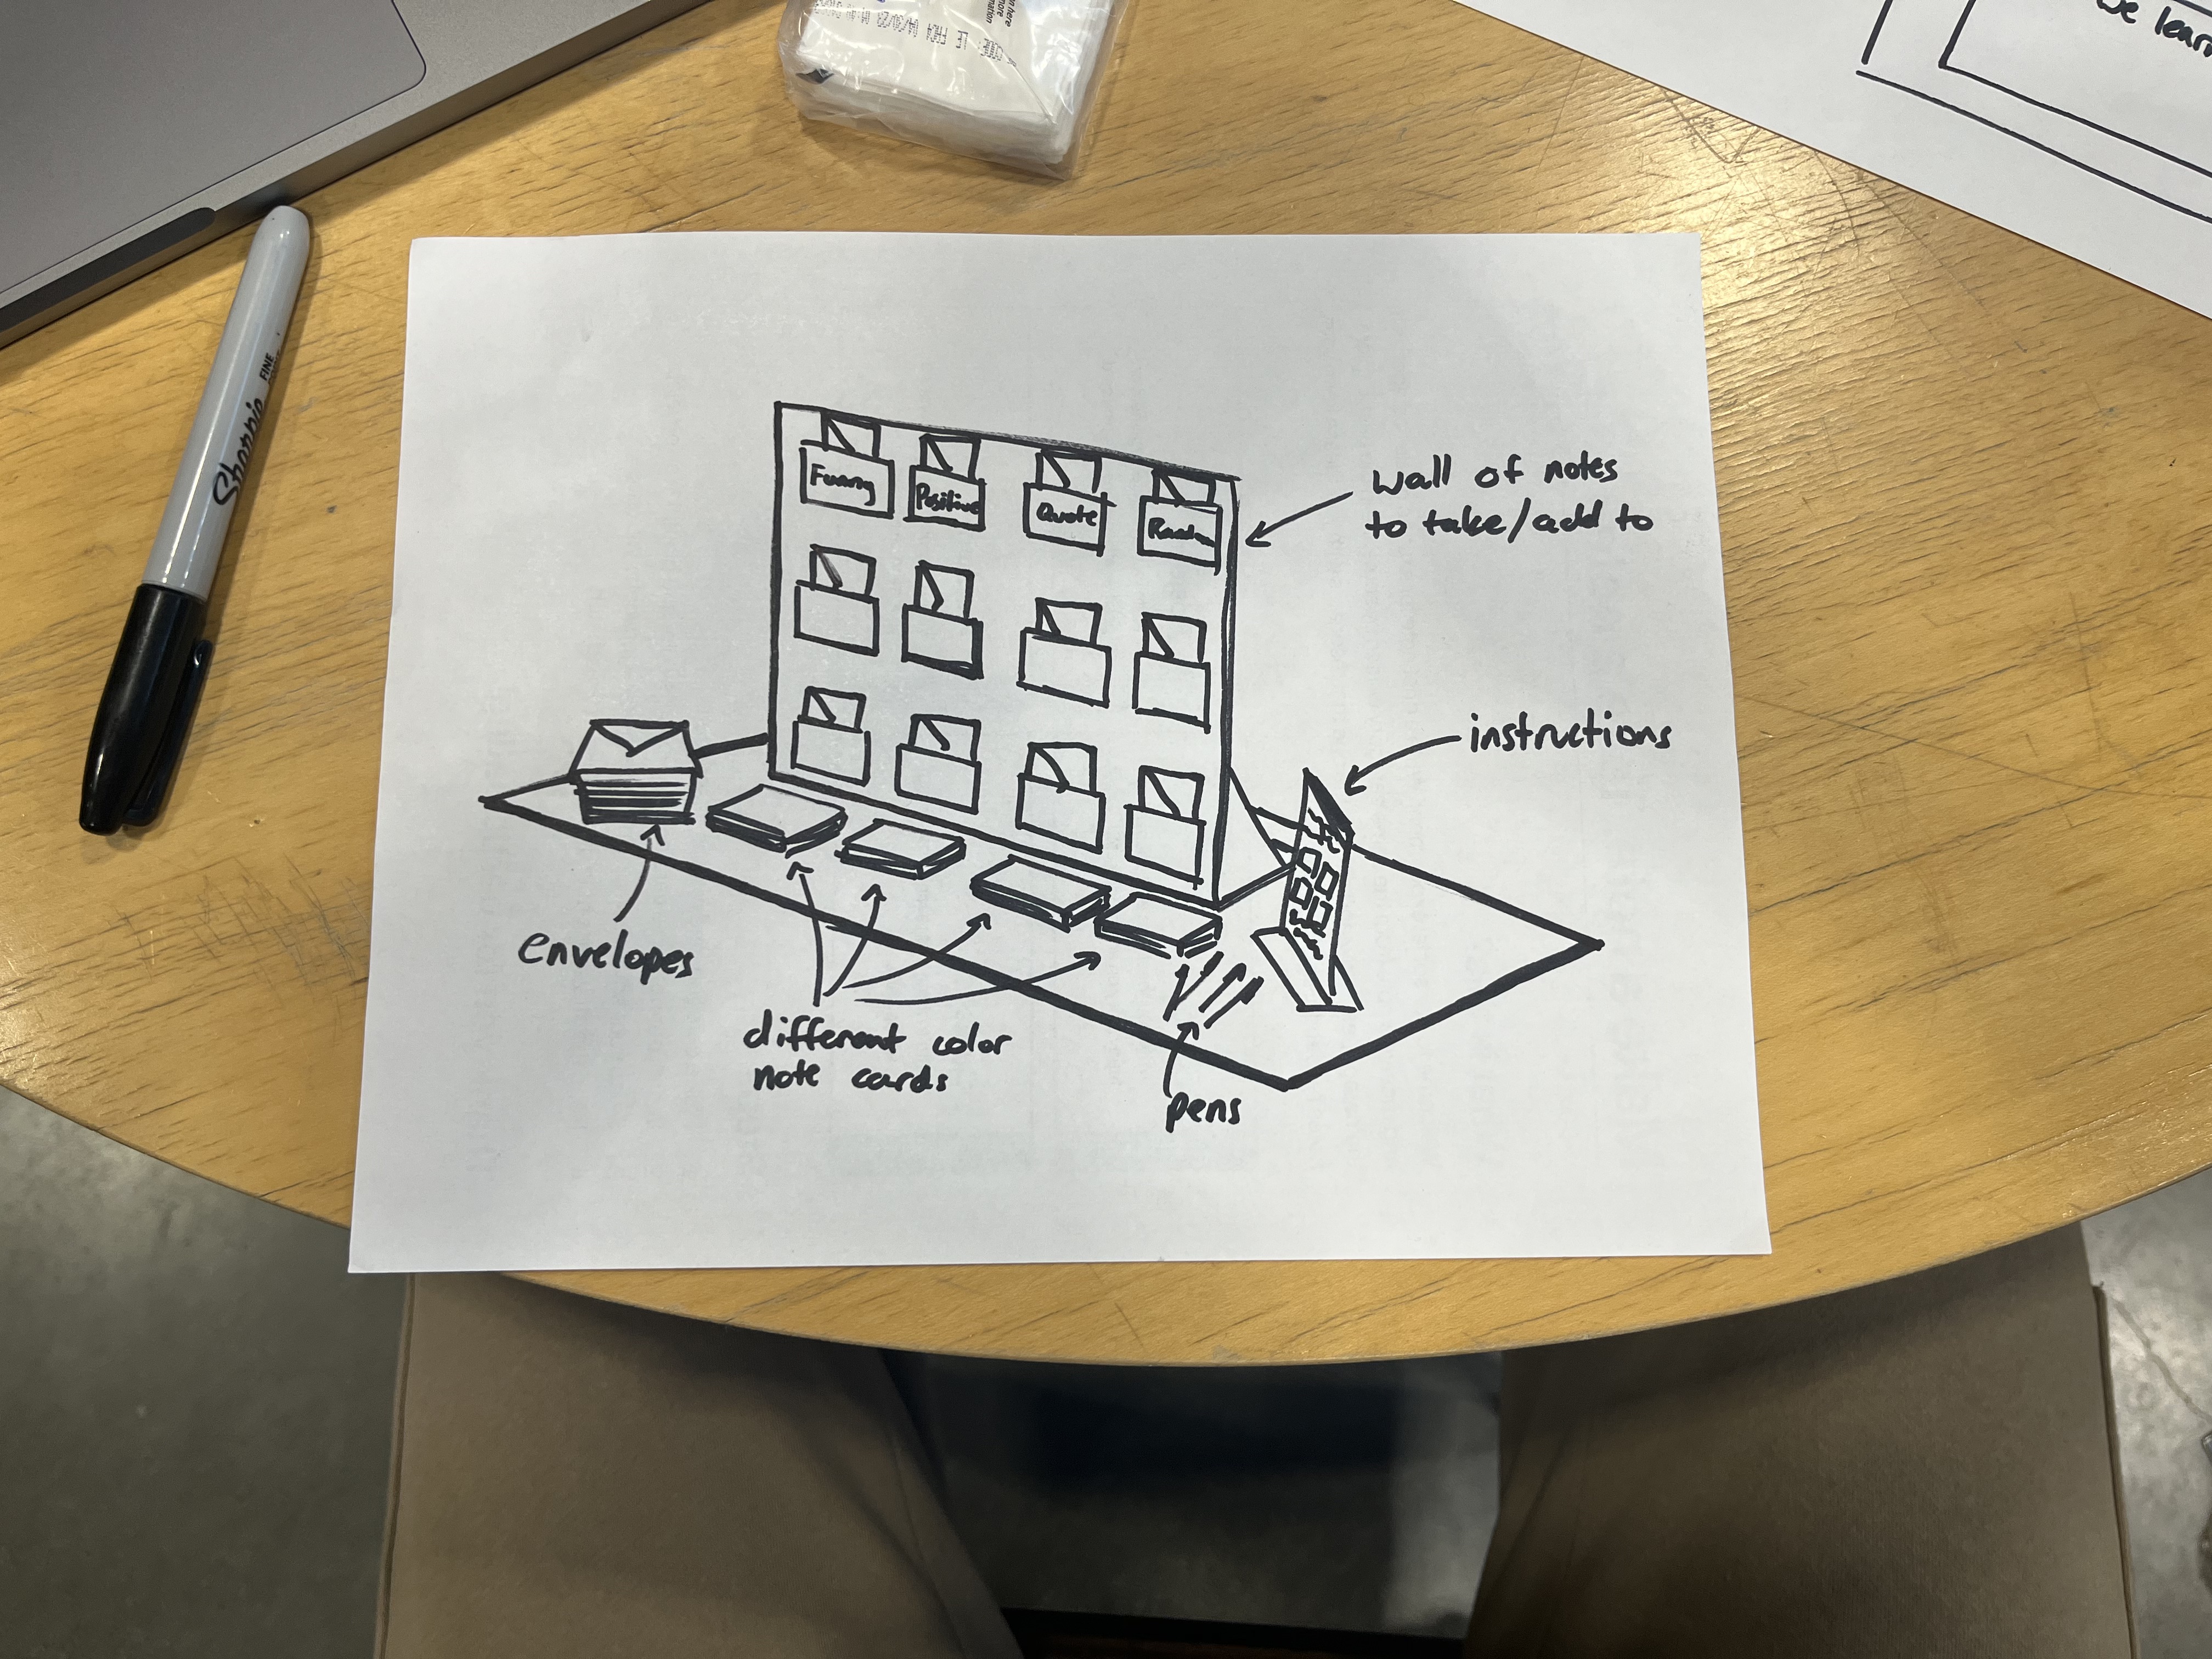 We lear
Sharpie
FINE
Funny
Positive
Quote
wall of notes
to take/add to
instructions
envelopes
different color
note cards
pens